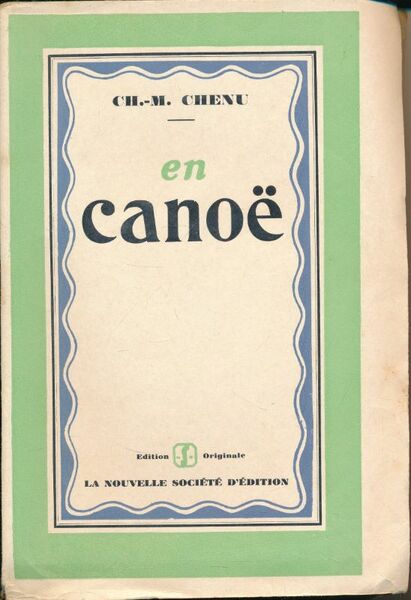 CH.-M. CHENU
en
canoë
Edition Originale
LA NOUVELLE SOCIÉTÉ D'ÉDITION